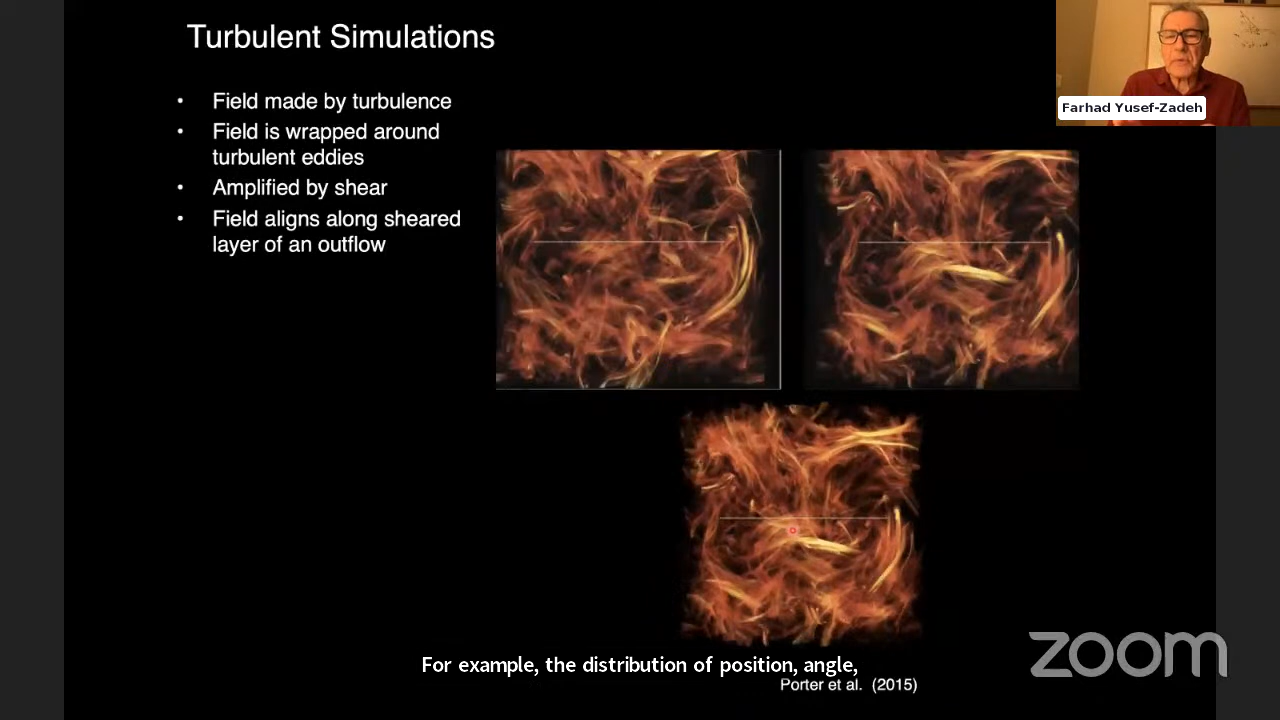 Turbulent Simulations
• Field made by turbulence
• Field is wrapped around
turbulent eddies
• Amplified by shear
• Field aligns along sheared
layer of an outflow
Farhad Yusef-Zadeh
For example, the distribution of position, angle,
Porter et al. (2015)
zoom